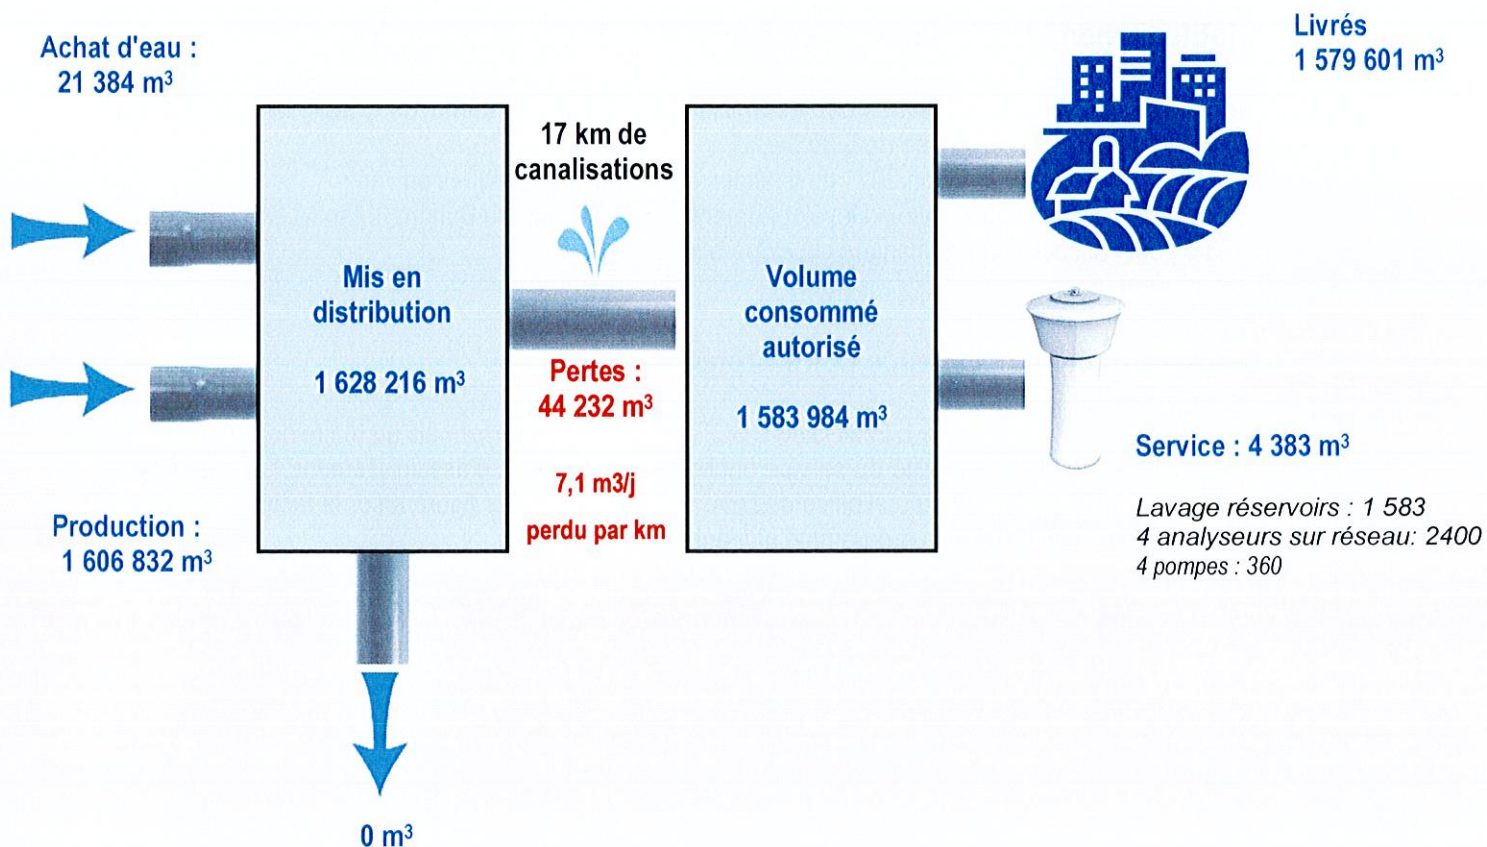 Achat d'eau :
21 384 m³
Livrés
1 579 601 m³
17 km de
canalisations
Mis en
distribution
1 628 216 m³
Volume
consommé
autorisé
1 583 984 m³
Pertes :
44 232 m³
7,1 m3/j
perdu par km
Production :
1 606 832 m³
Service : 4 383 m³
Lavage réservoirs : 1 583
4 analyseurs sur réseau: 2400
4 pompes : 360
0 m³